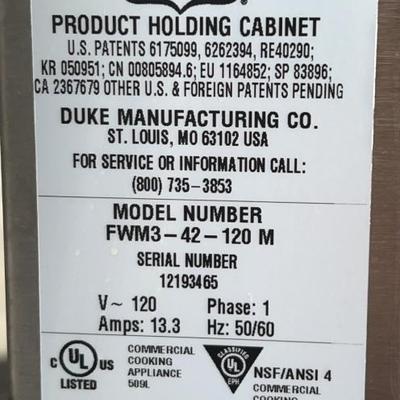 PRODUCT HOLDING CABINET
U.S. PATENTS 6175099, 6262394, RE40290;
KR 050951; CN 00805894.6; EU 1164852; SP 83896;
CA 2367679 OTHER U.S. & FOREIGN PATENTS PENDING
DUKE MANUFACTURING CO.
ST. LOUIS, MO 63102 USA
FOR SERVICE OR INFORMATION CALL:
(800) 735-3853
MODEL NUMBER
FWM3-42-120 M
SERIAL NUMBER
12193465
V~ 120 Phase: 1
Amps: 13.3 Hz: 50/60
C UL US
LISTED
COMMERCIAL
COOKING
APPLIANCE
509L
CLASSIFIED
UL
EPH
NSF/ANSI 4
COMMERCIAL
COOKING